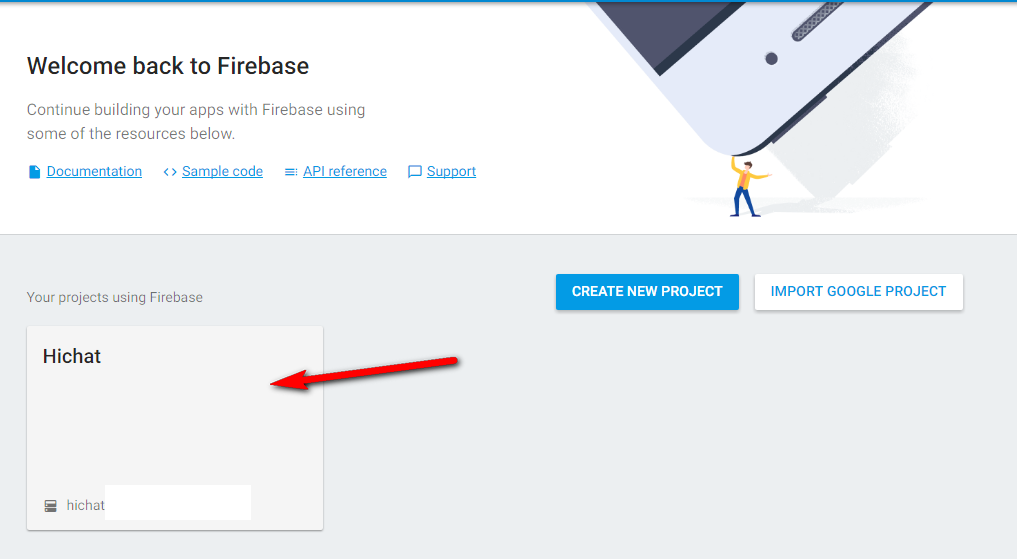 Welcome back to Firebase
Continue building your apps with Firebase using
some of the resources below.
Documentation
Sample code
API reference
Support
Your projects using Firebase
CREATE NEW PROJECT
IMPORT GOOGLE PROJECT
Hichat
hichat